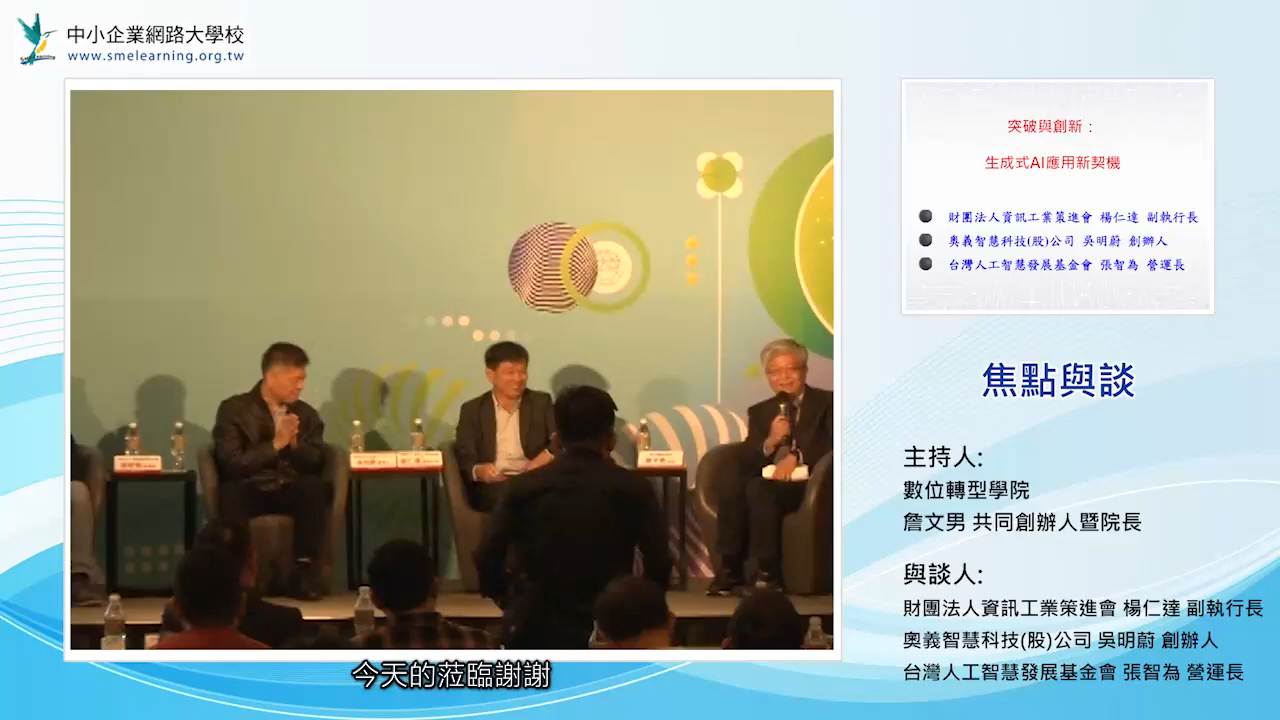 中小企業網路大學校
www.smelearning.org.tw
突破與創新：
生成式AI應用新契機
財團法人資訊工業策進會 楊仁達 副執行長
奧義智慧科技(股)公司 吳明蔚 創辦人
台灣人工智慧發展基金會 張智為 營運長
焦點與談
主持人:
數位轉型學院
詹文男 共同創辦人暨院長
與談人:
財團法人資訊工業策進會 楊仁達 副執行長
奧義智慧科技(股)公司 吳明蔚 創辦人
台灣人工智慧發展基金會 張智為 營運長
今天的蒞臨謝謝